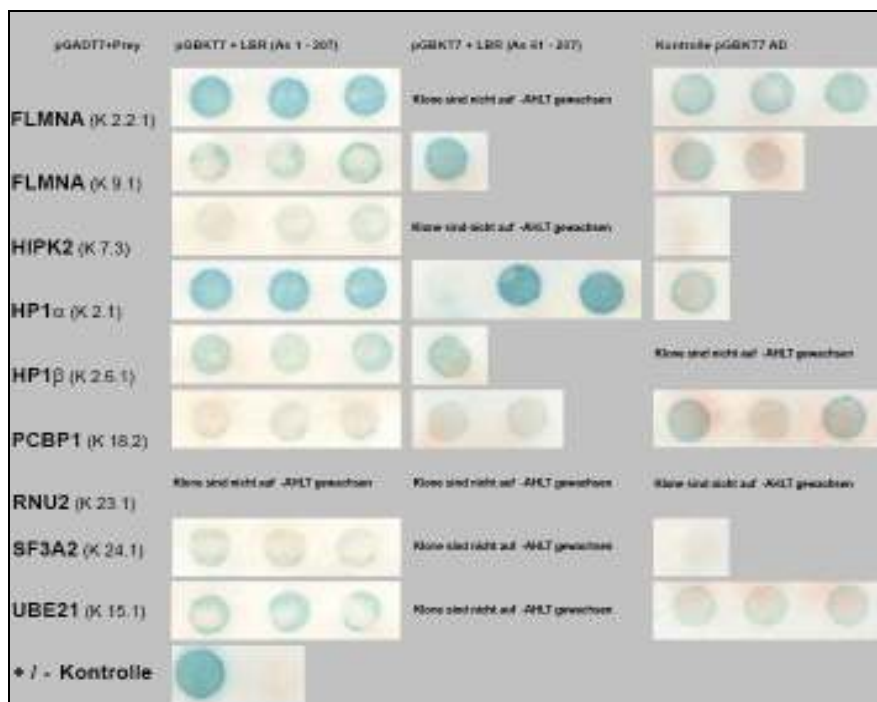 pGADT7+Prey pGBKT7 + LBR (As 1 - 207) pGBKT7 + LBR (As 61 - 207) Kontrolle pGBKT7 AD
FLMNA (K 2.2.1) Klone sind nicht auf -AHLT gewachsen
FLMNA (K 9.1)
HIPK2 (K 7.3) Klone sind nicht auf -AHLT gewachsen
HP1α (K 2.1)
HP1β (K 2.6.1) Klone sind nicht auf -AHLT gewachsen
PCBP1 (K 18.2)
RNU2 (K 23.1) Klone sind nicht auf -AHLT gewachsen Klone sind nicht auf -AHLT gewachsen Klone sind nicht auf -AHLT gewachsen
SF3A2 (K 24.1) Klone sind nicht auf -AHLT gewachsen
UBE21 (K 15.1) Klone sind nicht auf -AHLT gewachsen
+ / - Kontrolle